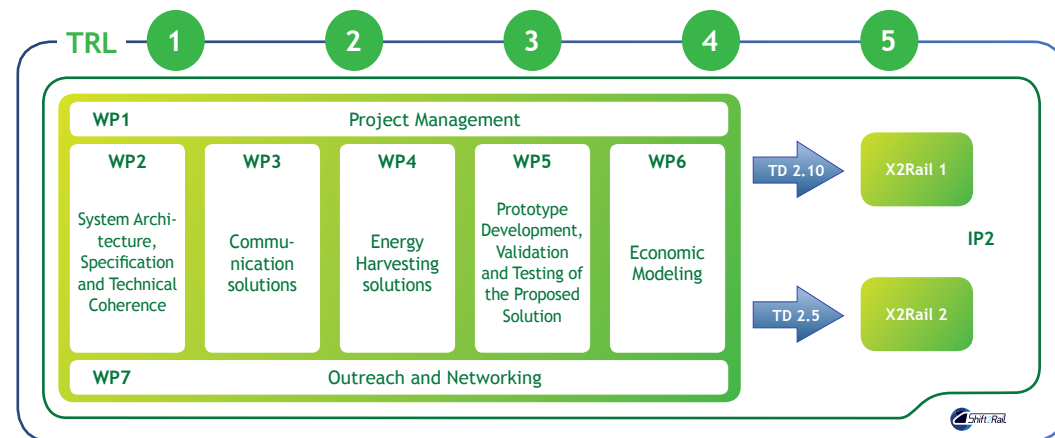 TRL 1 2 3 4 5
WP1 Project Management
WP2
System Archi-
tecture,
Specification
and Technical
Coherence
WP3
Commu-
nication
solutions
WP4
Energy
Harvesting
solutions
WP5
Prototype
Development,
Validation
and Testing of
the Proposed
Solution
WP6
Economic
Modeling
WP7 Outreach and Networking
TD 2.10
X2Rail 1
IP2
TD 2.5
X2Rail 2
Shift2Rail